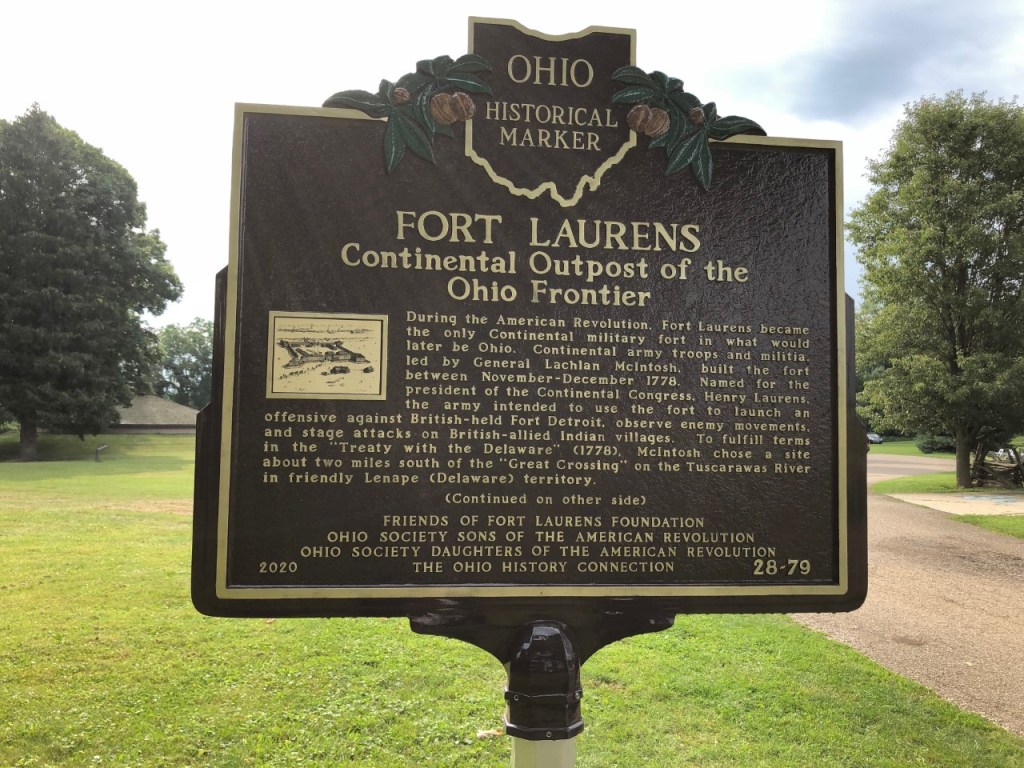 OHIO
HISTORICAL
MARKER
FORT LAURENS
Continental Outpost of the
Ohio Frontier
During the American Revolution, Fort Laurens became
the only Continental military fort in what would
later be Ohio. Continental army troops and militia,
led by General Lachlan McIntosh, built the fort
between November-December 1778. Named for the
president of the Continental Congress, Henry Laurens,
the army intended to use the fort to launch an
offensive against British-held Fort Detroit, observe enemy movements,
and stage attacks on British-allied Indian villages. To fulfill terms
in the "Treaty with the Delaware" (1778), McIntosh chose a site
about two miles south of the "Great Crossing" on the Tuscarawas River
in friendly Lenape (Delaware) territory.
(Continued on other side)
FRIENDS OF FORT LAURENS FOUNDATION
OHIO SOCIETY SONS OF THE AMERICAN REVOLUTION
OHIO SOCIETY DAUGHTERS OF THE AMERICAN REVOLUTION
2020 THE OHIO HISTORY CONNECTION 28-79